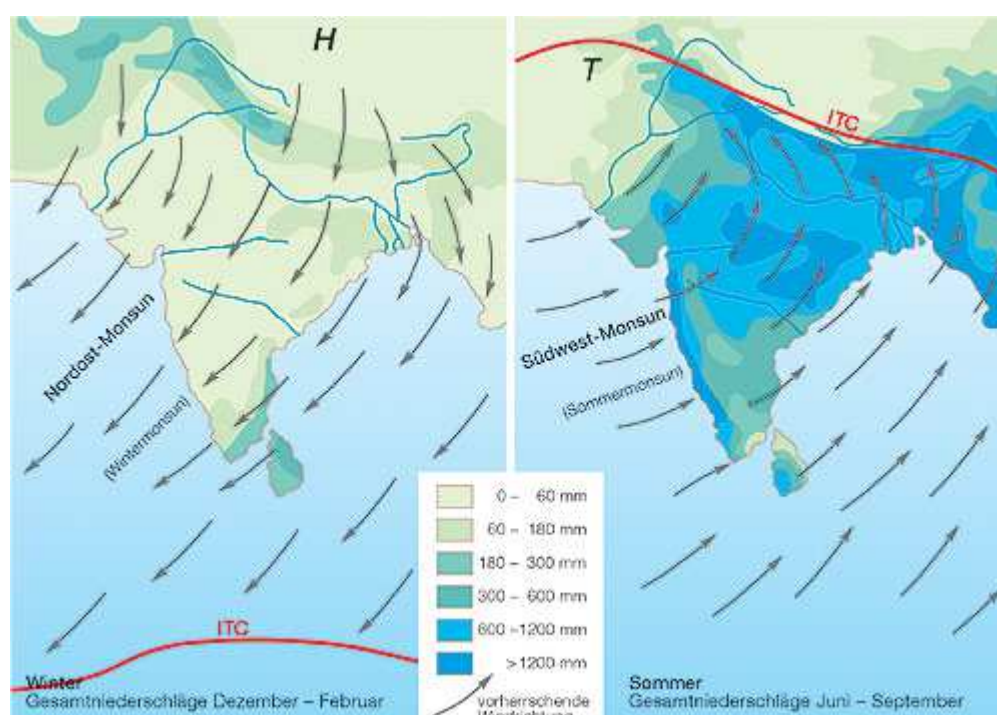 H
Nordost-Monsun
(Wintermonsun)
ITC
Winter
Gesamtniederschläge Dezember – Februar
T
ITC
Südwest-Monsun
(Sommermonsun)
Sommer
Gesamtniederschläge Juni – September
0 – 60 mm
60 – 180 mm
180 – 300 mm
300 – 600 mm
600 – 1200 mm
> 1200 mm
vorherrschende